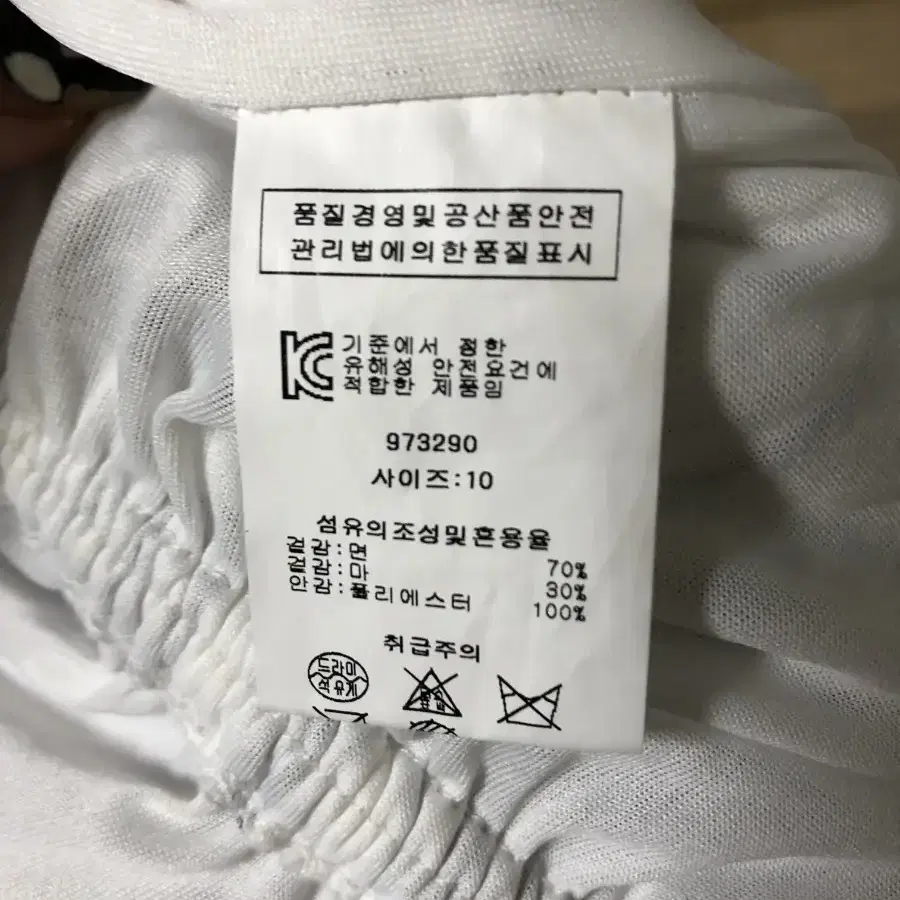 품질경영및공산품안전
관리법에의한품질표시
기준에서 정한
유해성 안전요건에
적합한 제품임
973290
사이즈:10
섬유의조성및혼용율
겉감:면 70%
겉감:마 30%
안감:폴리에스터 100%
취급주의
드라이
석유계